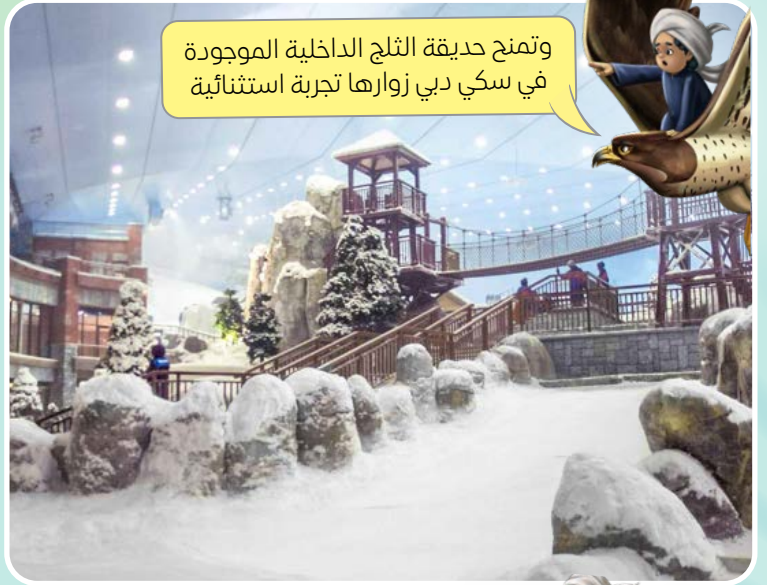 وتمنح حديقة الثلج الداخلية الموجودة
في سكي دبي زوارها تجربة استثنائية